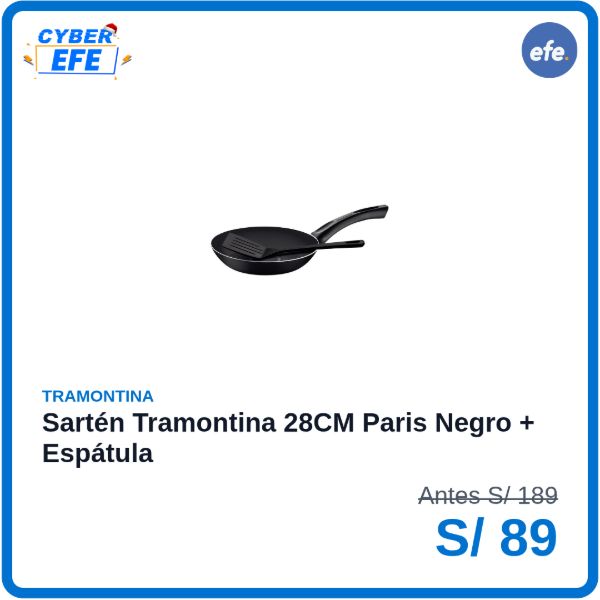 CYBER
EFE
efe.
TRAMONTINA
Sartén Tramontina 28CM Paris Negro +
Espátula
Antes S/ 189
S/ 89